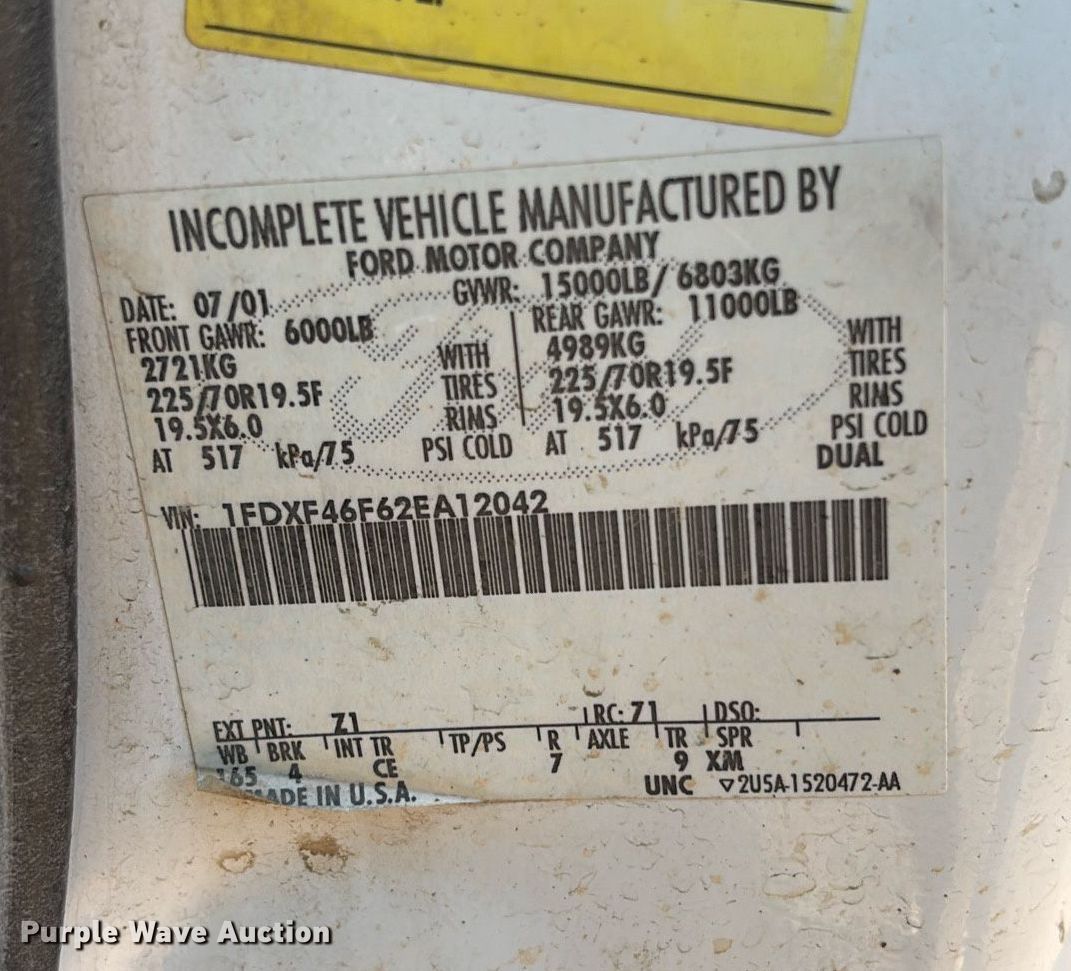 INCOMPLETE VEHICLE MANUFACTURED BY
FORD MOTOR COMPANY
DATE: 07/01 GVWR: 15000LB/ 6803KG
FRONT GAWR: 6000LB REAR GAWR: 11000LB
2721KG WITH 4989KG WITH
225/70R19.5F TIRES 225/70R19.5F TIRES
19.5X6.0 RIMS 19.5X6.0 RIMS
AT 517 kPa/75 PSI COLD AT 517 kPa/75 PSI COLD
DUAL
VIN: 1FDXF46F62EA12042
EXT PNT: Z1 RC: 71 DSO:
WB BRK INT TR TP/PS R AXLE TR SPR
165 4 CE 7 9 XM
MADE IN U.S.A. UNC ▽2U5A-1520472-AA
Purple Wave Auction